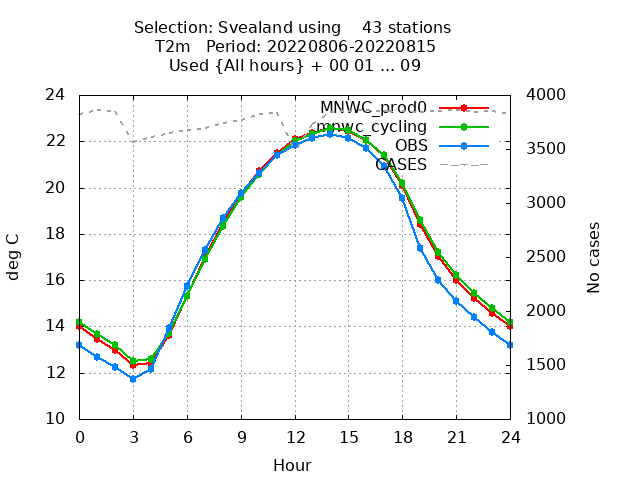 Selection: Svealand using    43 stations
T2m   Period: 20220806-20220815
Used {All hours} + 00 01 ... 09
24
22
20
18
16
14
12
10
deg C
4000
3500
3000
2500
2000
1500
1000
No cases
MNWC_prod0
mnwc_cycling
OBS
CASES
0 3 6 9 12 15 18 21 24
Hour